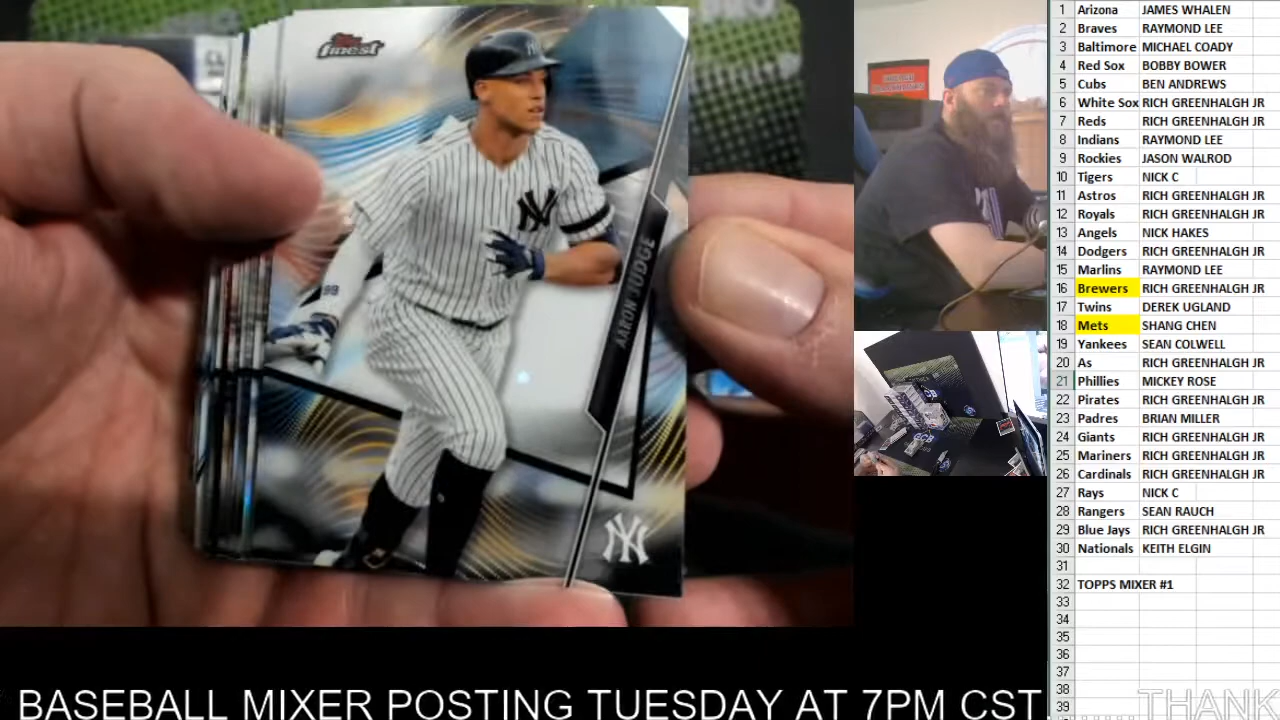 Topps
finest
NY
99
AARON JUDGE
NY
1 Arizona JAMES WHALEN
2 Braves RAYMOND LEE
3 Baltimore MICHAEL COADY
4 Red Sox BOBBY BOWER
5 Cubs BEN ANDREWS
6 White Sox RICH GREENHALGH JR
7 Reds RICH GREENHALGH JR
8 Indians RAYMOND LEE
9 Rockies JASON WALROD
10 Tigers NICK C
11 Astros RICH GREENHALGH JR
12 Royals RICH GREENHALGH JR
13 Angels NICK HAKES
14 Dodgers RICH GREENHALGH JR
15 Marlins RAYMOND LEE
16 Brewers RICH GREENHALGH JR
17 Twins DEREK UGLAND
18 Mets SHANG CHEN
19 Yankees SEAN COLWELL
20 As RICH GREENHALGH JR
21 Phillies MICKEY ROSE
22 Pirates RICH GREENHALGH JR
23 Padres BRIAN MILLER
24 Giants RICH GREENHALGH JR
25 Mariners RICH GREENHALGH JR
26 Cardinals RICH GREENHALGH JR
27 Rays NICK C
28 Rangers SEAN RAUCH
29 Blue Jays RICH GREENHALGH JR
30 Nationals KEITH ELGIN
31
32 TOPPS MIXER #1
33
34
35
36
37
38
39
BASEBALL MIXER POSTING TUESDAY AT 7PM CST.......THANK